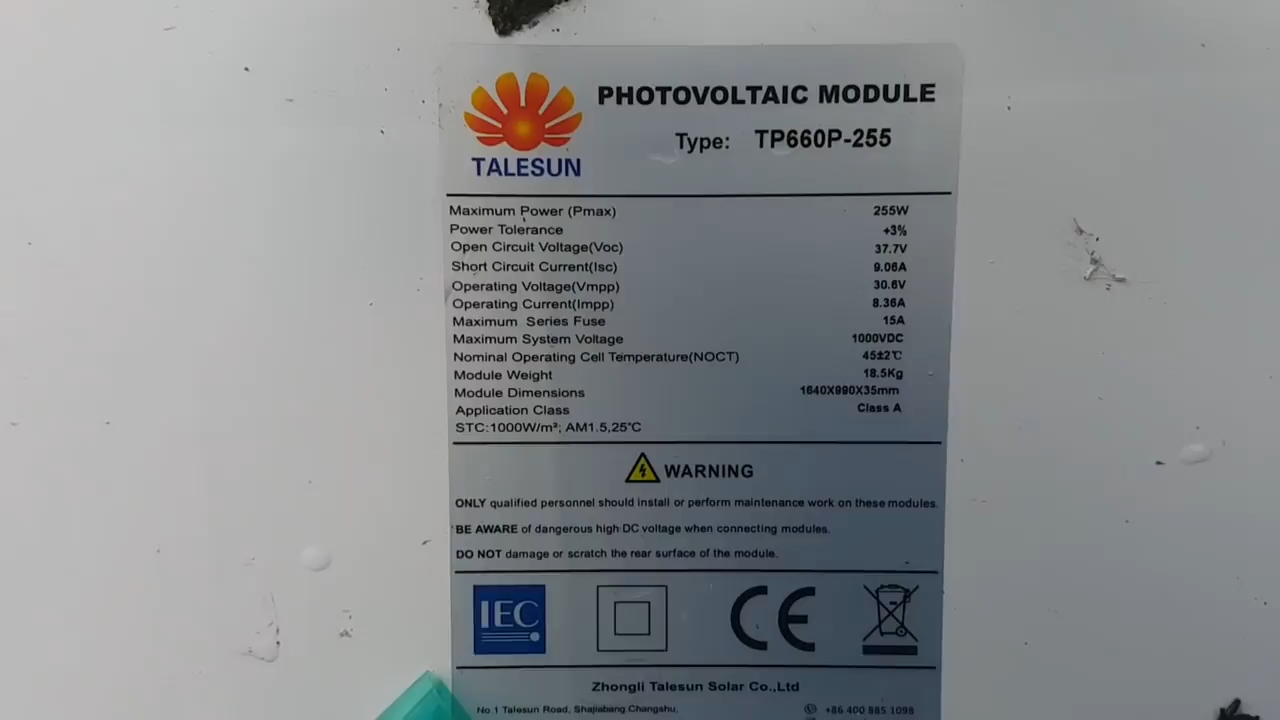 PHOTOVOLTAIC MODULE
Type: TP660P-255
TALESUN
Maximum Power (Pmax) 255W
Power Tolerance +3%
Open Circuit Voltage(Voc) 37.7V
Short Circuit Current(Isc) 9.06A
Operating Voltage(Vmpp) 30.6V
Operating Current(Impp) 8.36A
Maximum Series Fuse 15A
Maximum System Voltage 1000VDC
Nominal Operating Cell Temperature(NOCT) 45±2℃
Module Weight 18.5Kg
Module Dimensions 1640X990X35mm
Application Class Class A
STC:1000W/m²; AM1.5,25℃
WARNING
ONLY qualified personnel should install or perform maintenance work on these modules.
BE AWARE of dangerous high DC voltage when connecting modules.
DO NOT damage or scratch the rear surface of the module.
IEC CE
Zhongli Talesun Solar Co.,Ltd
No 1 Talesun Road, Shajiabang Changshu, +86 400 885 1098